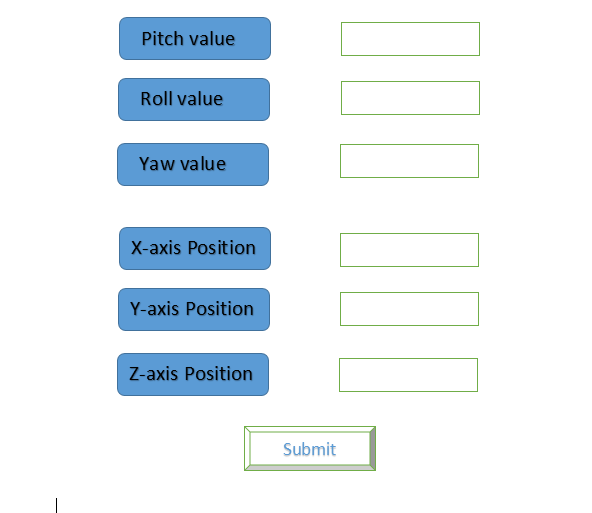 Pitch value
Roll value
Yaw value
X-axis Position
Y-axis Position
Z-axis Position
Submit